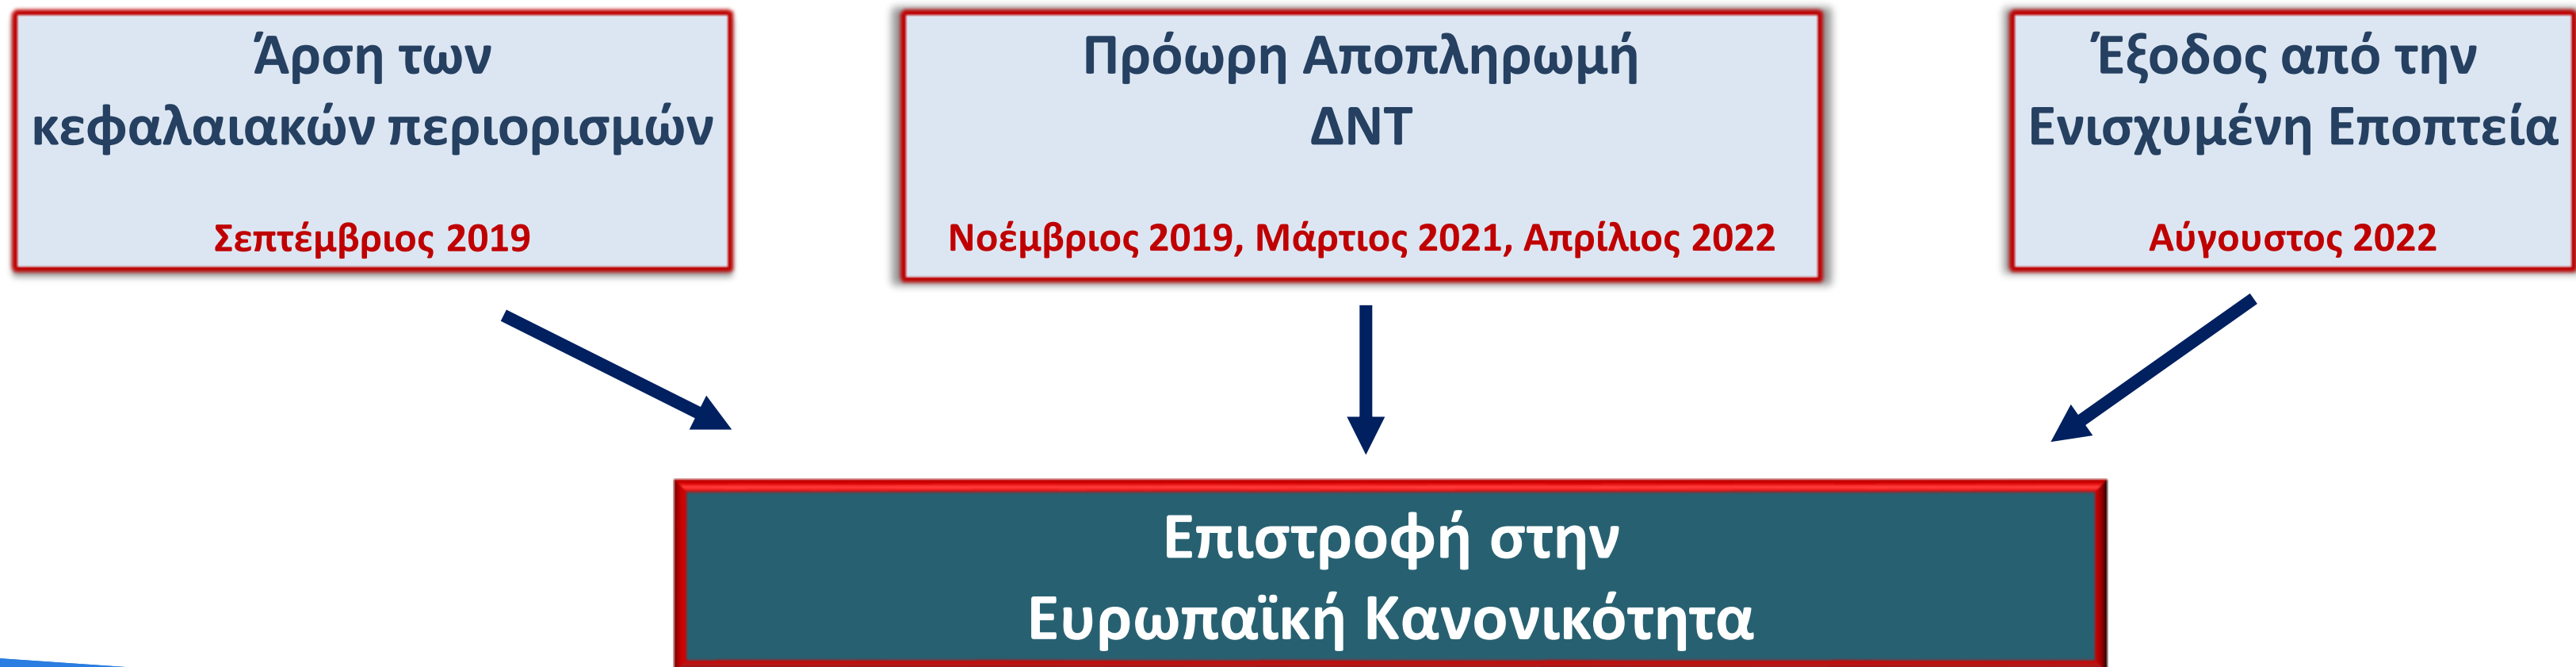 Άρση των
κεφαλαιακών περιορισμών
Σεπτέμβριος 2019
Πρόωρη Αποπληρωμή
ΔΝΤ
Νοέμβριος 2019, Μάρτιος 2021, Απρίλιος 2022
Έξοδος από την
Ενισχυμένη Εποπτεία
Αύγουστος 2022
Επιστροφή στην
Ευρωπαϊκή Κανονικότητα